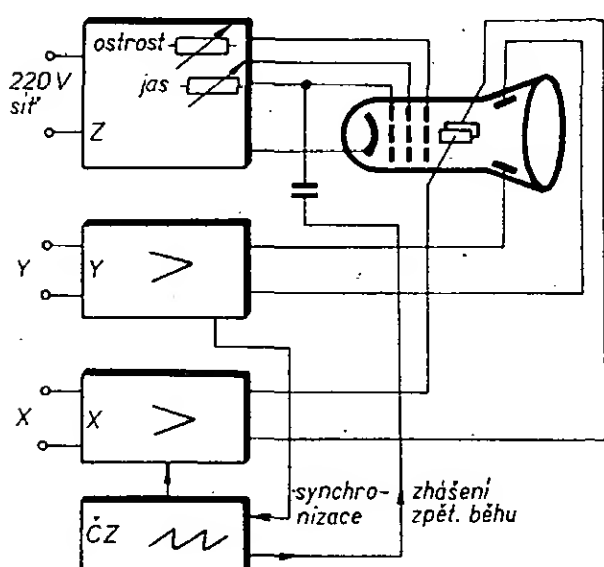 ostrost
220 V
síť
jas
Z
Y
Y
X
X
synchro-
nizace
zhášení
zpět. běhu
ČZ